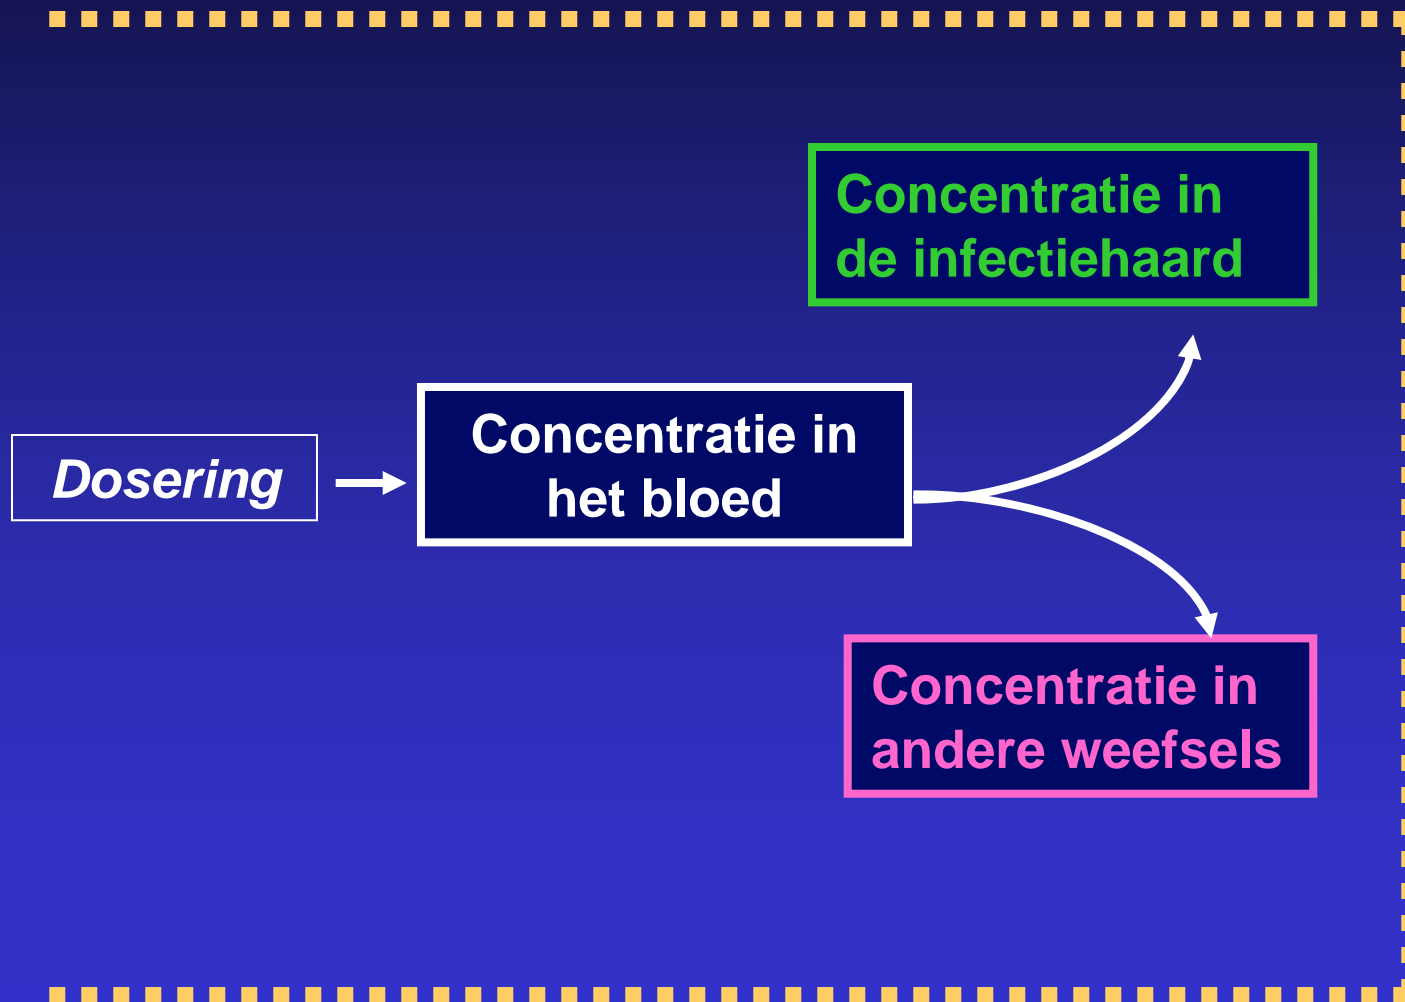 Dosering
Concentratie in
het bloed
Concentratie in
de infectiehaard
Concentratie in
andere weefsels